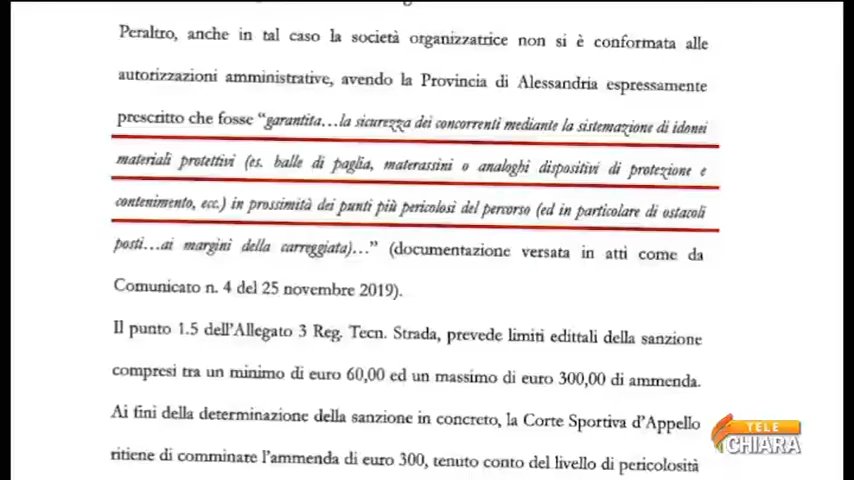 Peraltro, anche in tal caso la società organizzatrice non si è conformata alle
autorizzazioni amministrative, avendo la Provincia di Alessandria espressamente
prescritto che fosse “garantita…la sicurezza dei concorrenti mediante la sistemazione di idonei
materiali protettivi (es. balle di paglia, materassini o analoghi dispositivi di protezione e
contenimento, ecc.) in prossimità dei punti più pericolosi del percorso (ed in particolare di ostacoli
posti…ai margini della carreggiata)…” (documentazione versata in atti come da
Comunicato n. 4 del 25 novembre 2019).
Il punto 1.5 dell’Allegato 3 Reg. Tecn. Strada, prevede limiti edittali della sanzione
compresi tra un minimo di euro 60,00 ed un massimo di euro 300,00 di ammenda.
Ai fini della determinazione della sanzione in concreto, la Corte Sportiva d’Appello
ritiene di comminare l’ammenda di euro 300, tenuto conto del livello di pericolosità
TELE
CHIARA